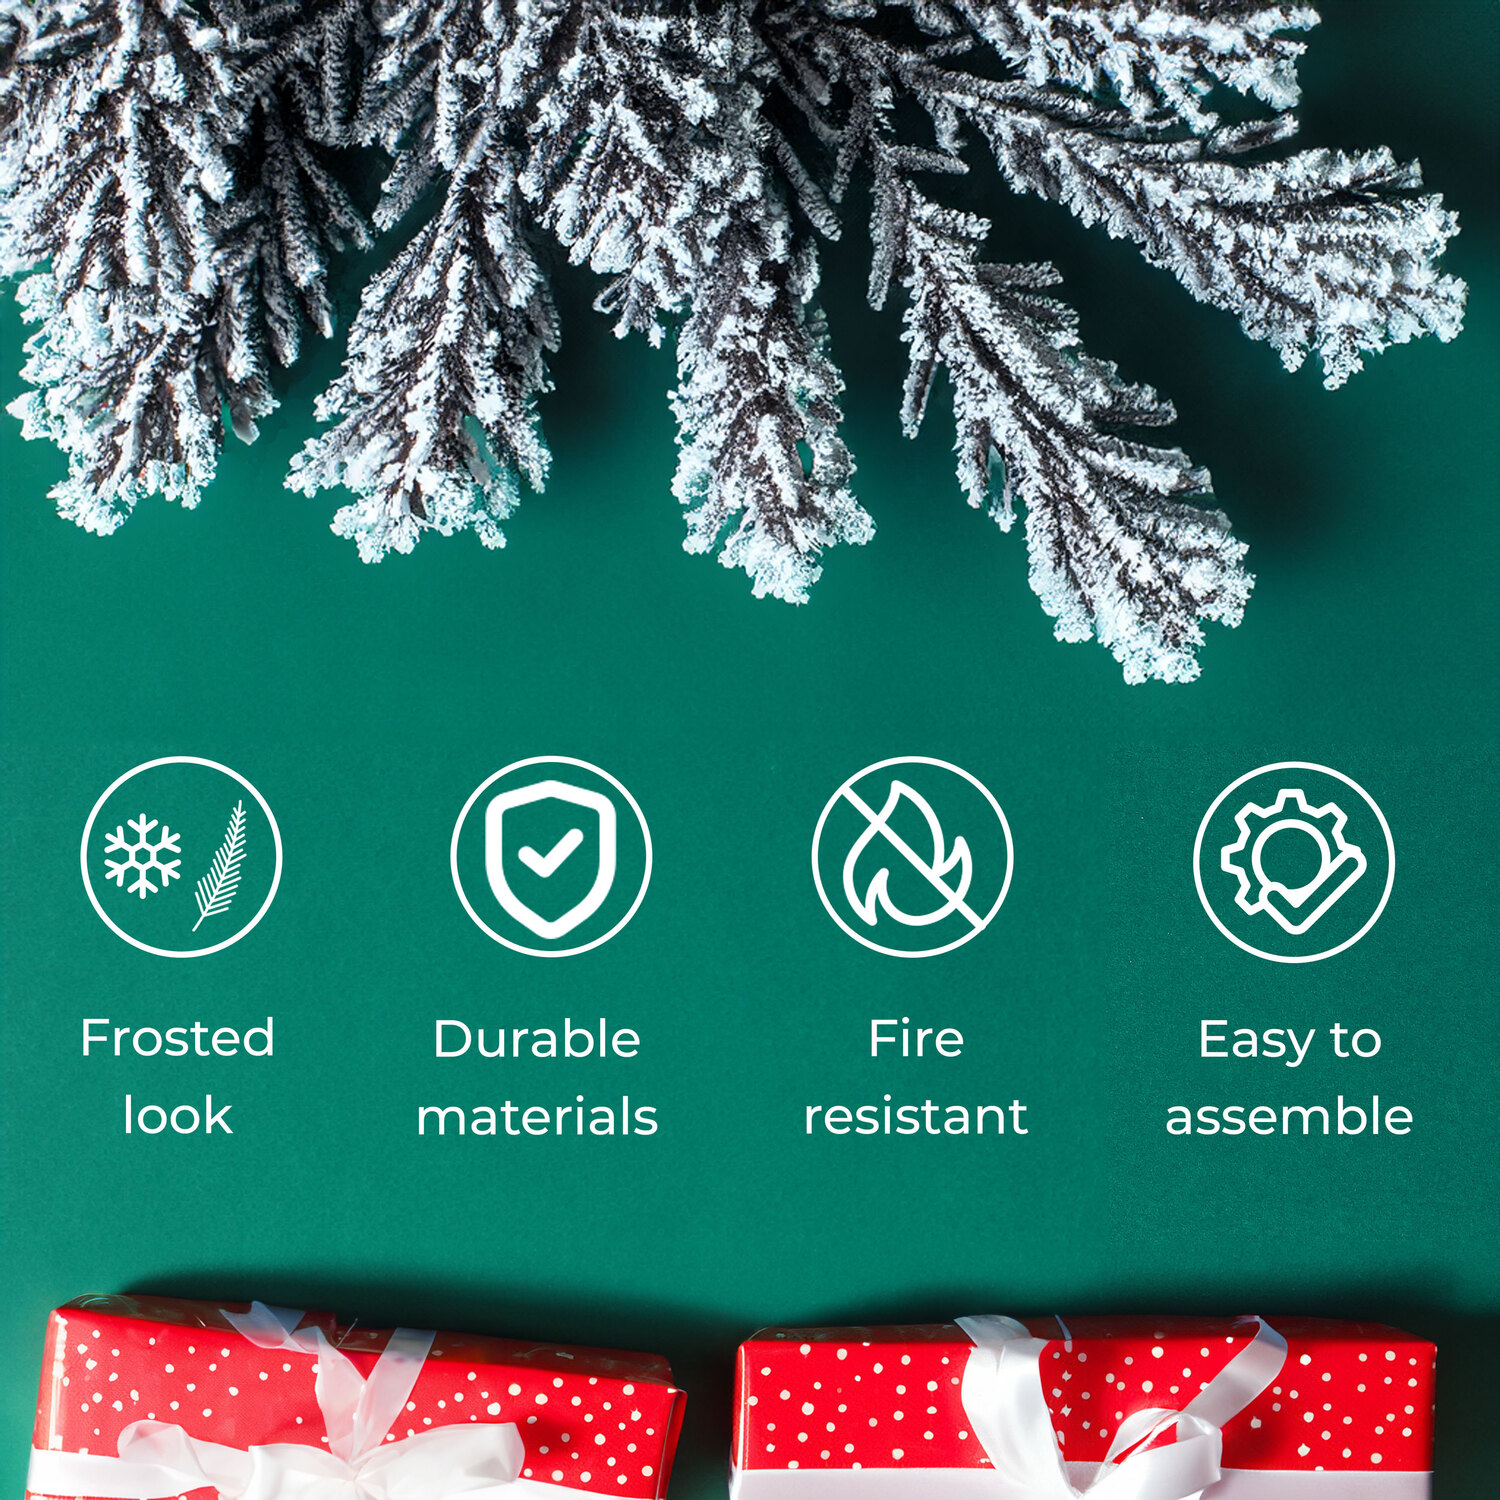 Frosted
look
Durable
materials
Fire
resistant
Easy to
assemble